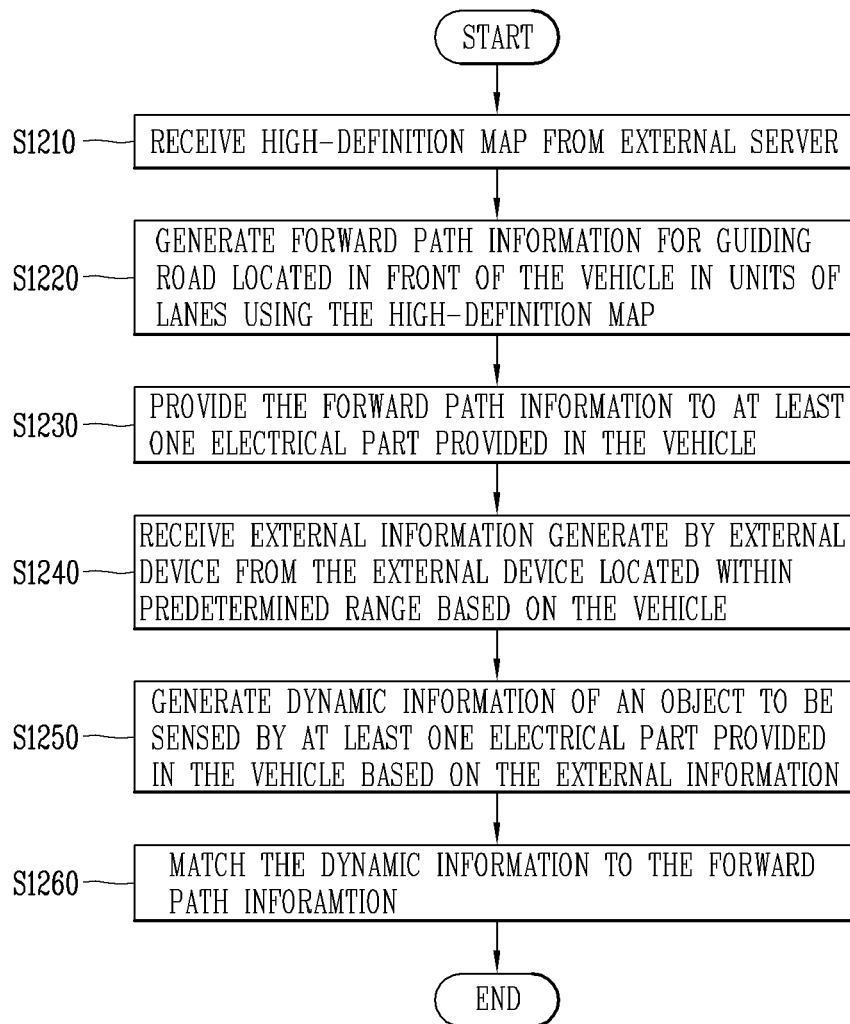 START
S1210
RECEIVE HIGH-DEFINITION MAP FROM EXTERNAL SERVER
S1220
GENERATE FORWARD PATH INFORMATION FOR GUIDING
ROAD LOCATED IN FRONT OF THE VEHICLE IN UNITS OF
LANES USING THE HIGH-DEFINITION MAP
S1230
PROVIDE THE FORWARD PATH INFORMATION TO AT LEAST
ONE ELECTRICAL PART PROVIDED IN THE VEHICLE
S1240
RECEIVE EXTERNAL INFORMATION GENERATE BY EXTERNAL
DEVICE FROM THE EXTERNAL DEVICE LOCATED WITHIN
PREDETERMINED RANGE BASED ON THE VEHICLE
S1250
GENERATE DYNAMIC INFORMATION OF AN OBJECT TO BE
SENSED BY AT LEAST ONE ELECTRICAL PART PROVIDED
IN THE VEHICLE BASED ON THE EXTERNAL INFORMATION
S1260
MATCH THE DYNAMIC INFORMATION TO THE FORWARD
PATH INFORAMTION
END